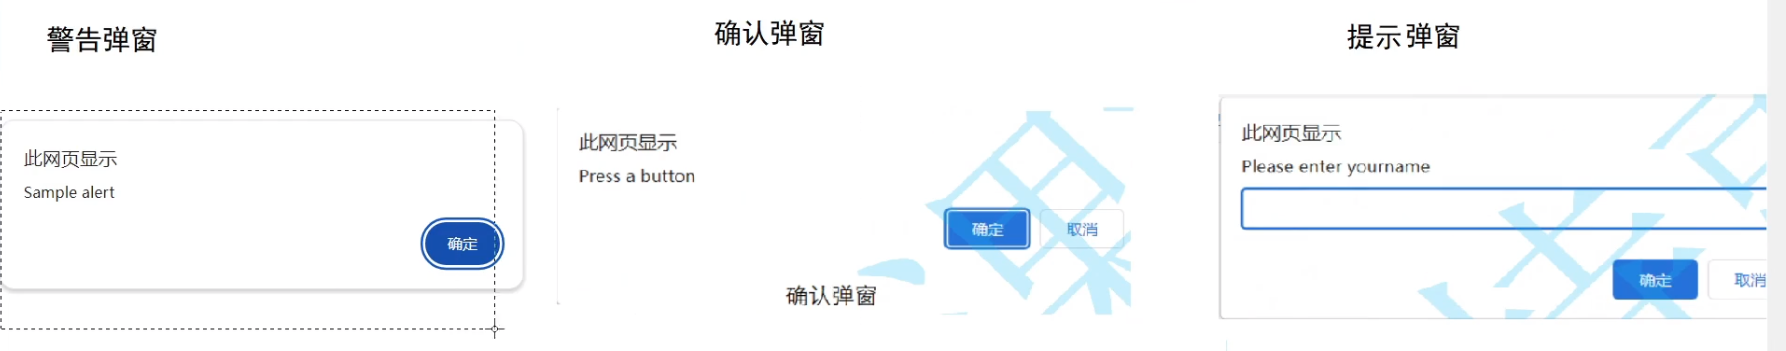 警告弹窗
此网页显示
Sample alert
确定
确认弹窗
此网页显示
Press a button
确定
取消
确认弹窗
提示弹窗
此网页显示
Please enter yourname
确定
取消